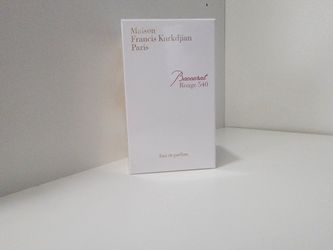 Maison
Francis Kurkdjian
Paris
Baccarat
Rouge 540
Eau de parfum